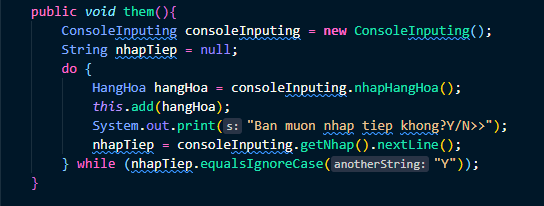 public void them(){
ConsoleInputing consoleInputing = new ConsoleInputing();
String nhapTiep = null;
do {
HangHoa hangHoa = consoleInputing.nhapHangHoa();
this.add(hangHoa);
System.out.print(s: "Ban muon nhap tiep khong?Y/N>>");
nhapTiep = consoleInputing.getNhap().nextLine();
} while (nhapTiep.equalsIgnoreCase(anotherString: "Y"));
}